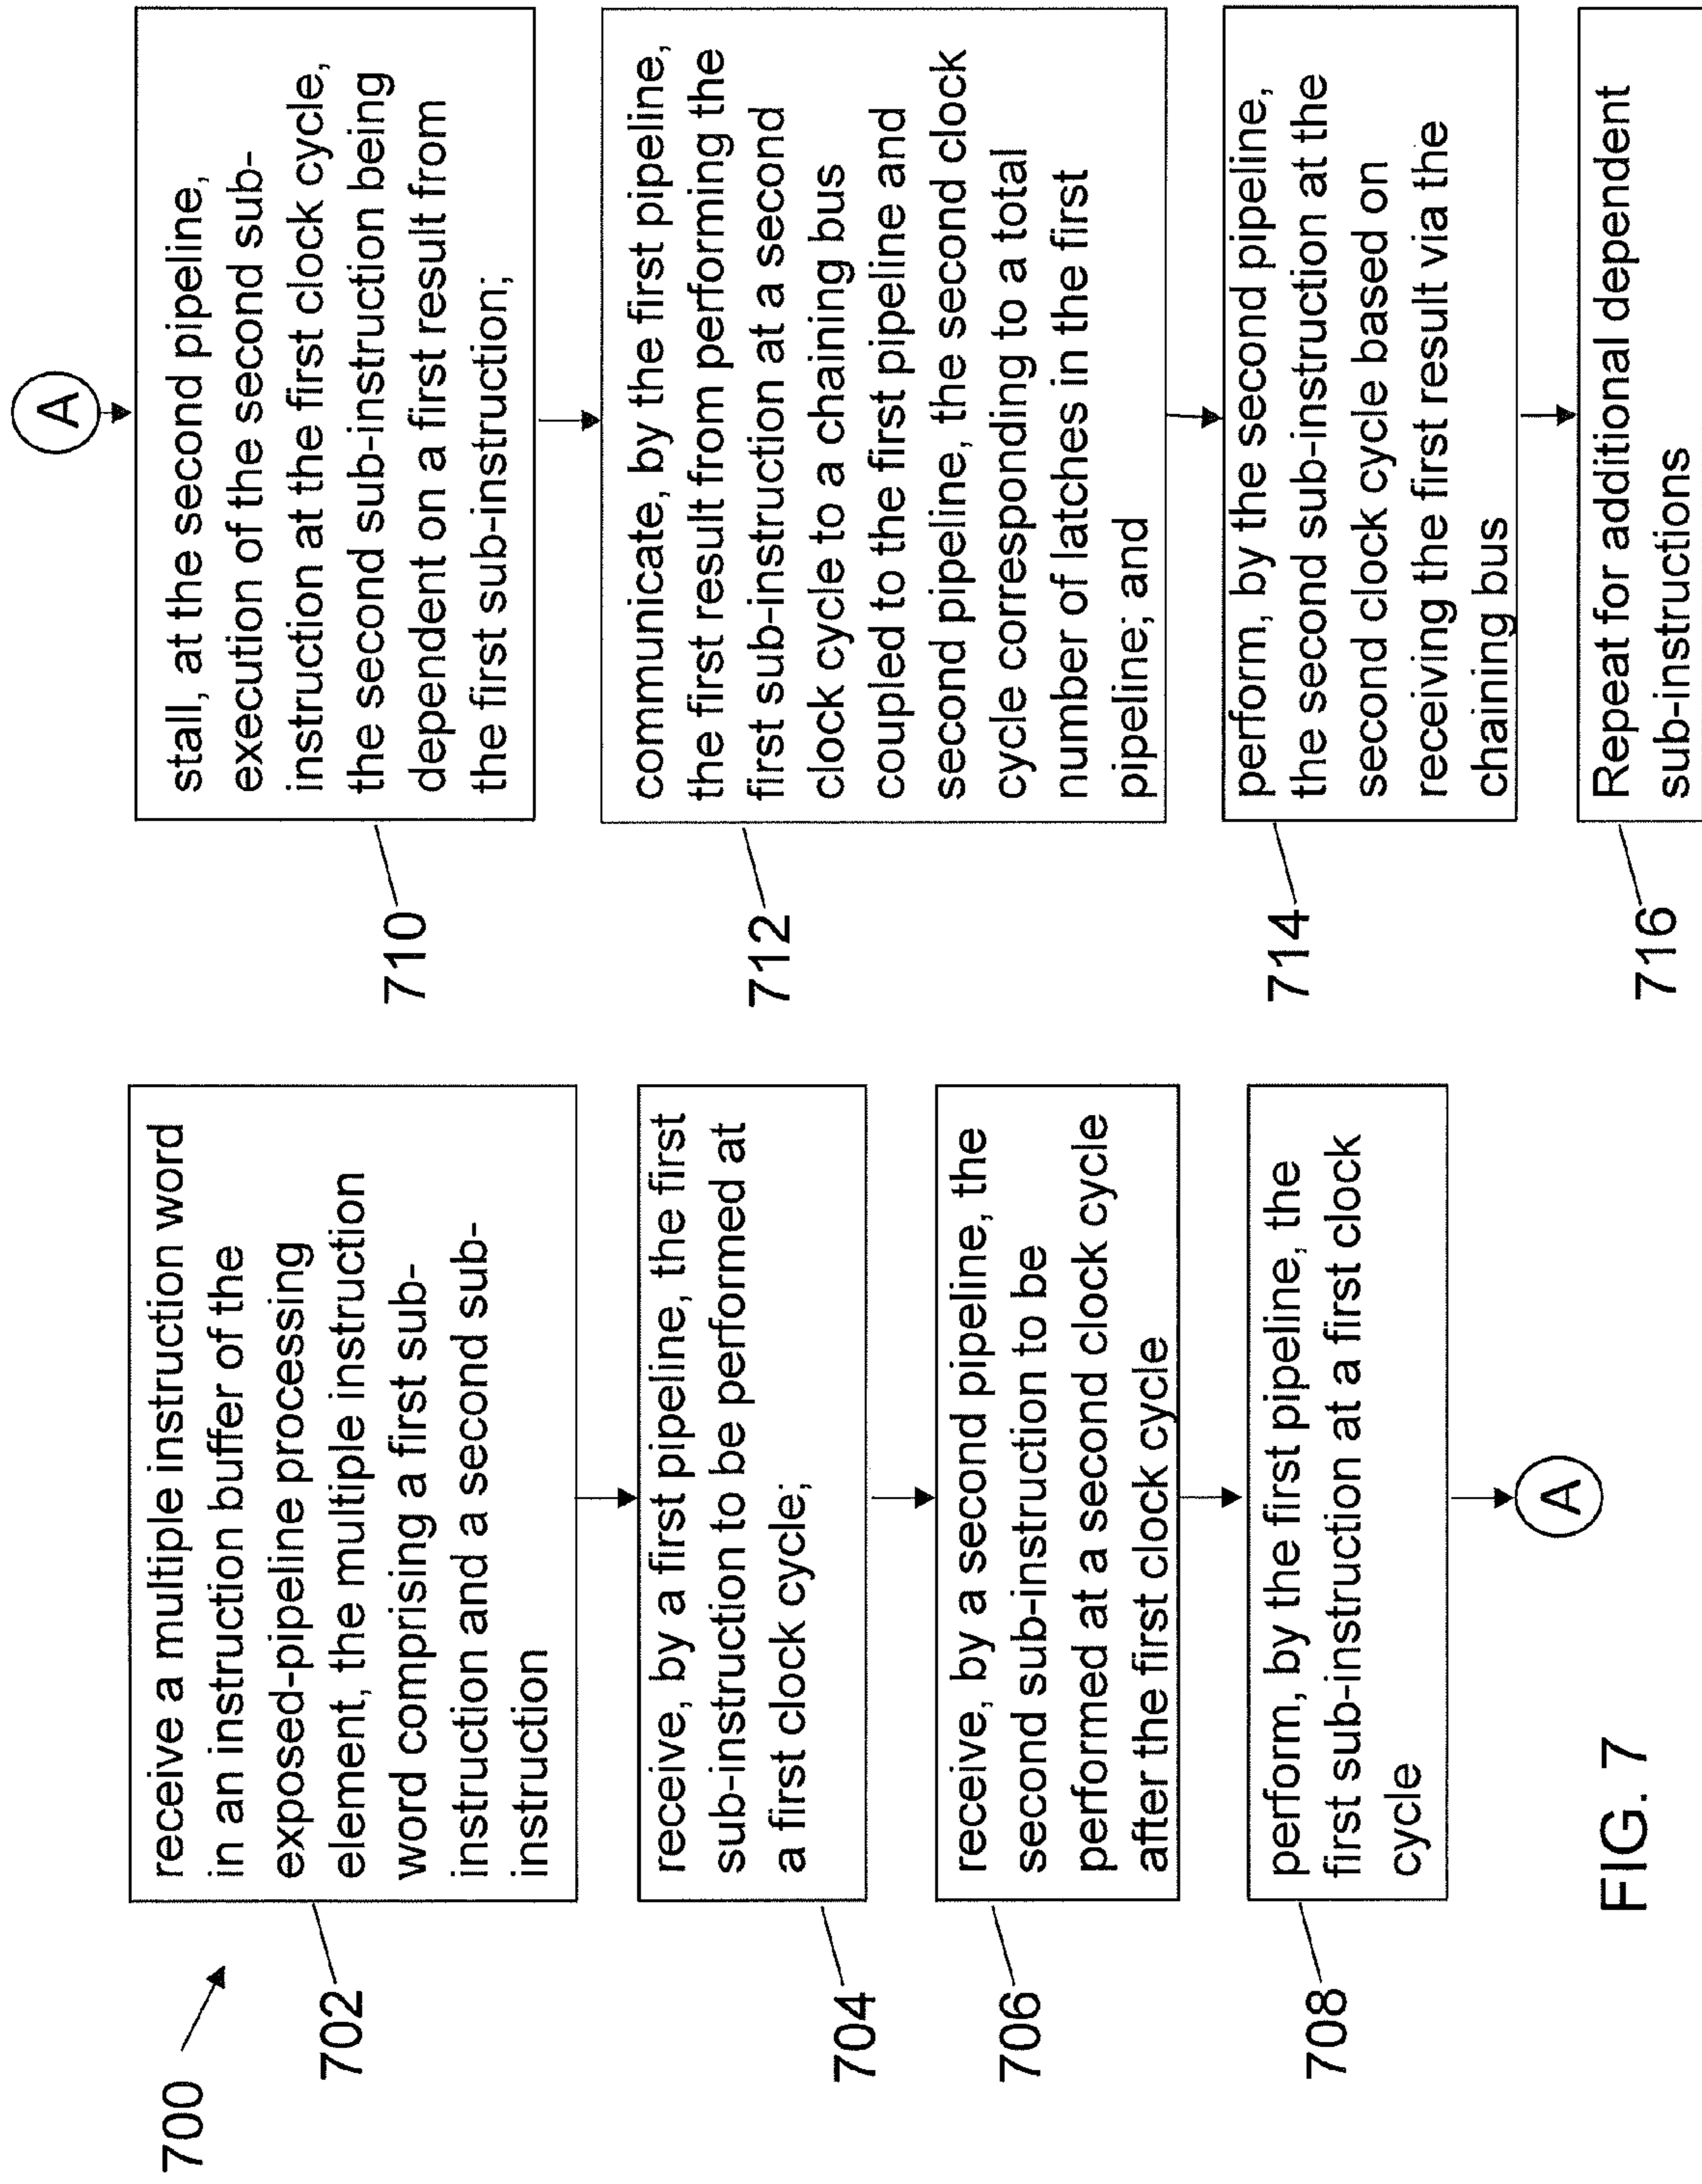 700
702
receive a multiple instruction word
in an instruction buffer of the
exposed-pipeline processing
element, the multiple instruction
word comprising a first sub-
instruction and a second sub-
instruction
704
receive, by a first pipeline, the first
sub-instruction to be performed at
a first clock cycle;
706
receive, by a second pipeline, the
second sub-instruction to be
performed at a second clock cycle
after the first clock cycle
708
perform, by the first pipeline, the
first sub-instruction at a first clock
cycle
A
FIG. 7
A
710
stall, at the second pipeline,
execution of the second sub-
instruction at the first clock cycle,
the second sub-instruction being
dependent on a first result from
the first sub-instruction;
712
communicate, by the first pipeline,
the first result from performing the
first sub-instruction at a second
clock cycle to a chaining bus
coupled to the first pipeline and
second pipeline, the second clock
cycle corresponding to a total
number of latches in the first
pipeline; and
714
perform, by the second pipeline,
the second sub-instruction at the
second clock cycle based on
receiving the first result via the
chaining bus
716
Repeat for additional dependent
sub-instructions